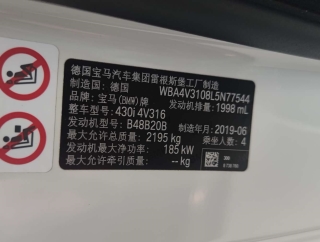 德国宝马汽车集团雷根斯堡工厂制造
制造国: 德国 WBA4V3108L5N77544
品牌: 宝马(BMW)牌 发动机排量: 1998 mL
整车型号: 430i 4V316
发动机型号: B48B20B 制造年月: 2019-06
最大允许总质量: 2195 kg 乘坐人数: 4
发动机最大净功率: 185 kW
最大允许牵引质量: -- kg